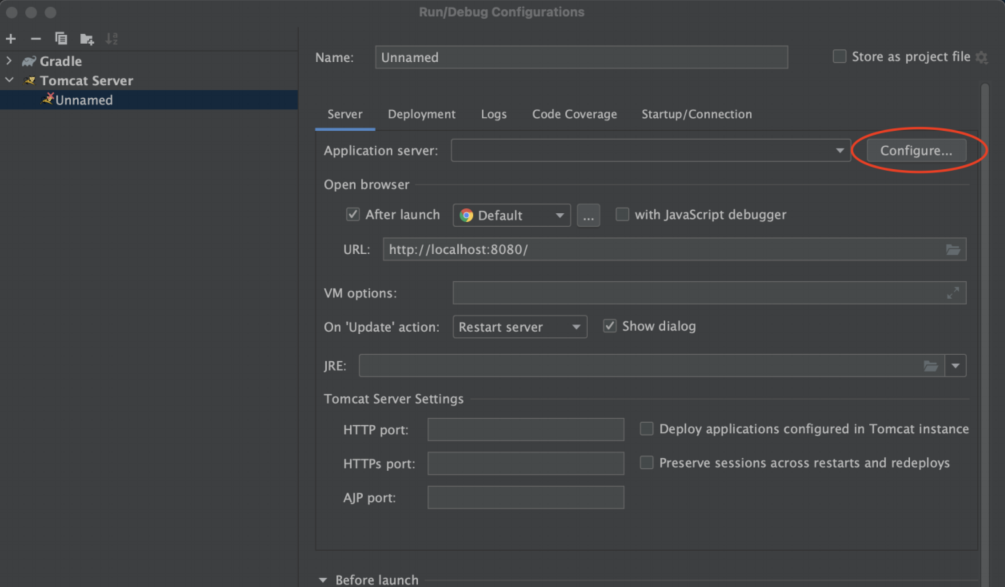 Run/Debug Configurations
Gradle
Tomcat Server
Unnamed
Name: Unnamed Store as project file
Server Deployment Logs Code Coverage Startup/Connection
Application server: Configure...
Open browser
After launch Default ... with JavaScript debugger
URL: http://localhost:8080/
VM options:
On 'Update' action: Restart server Show dialog
JRE:
Tomcat Server Settings
HTTP port: Deploy applications configured in Tomcat instance
HTTPs port: Preserve sessions across restarts and redeploys
AJP port:
Before launch